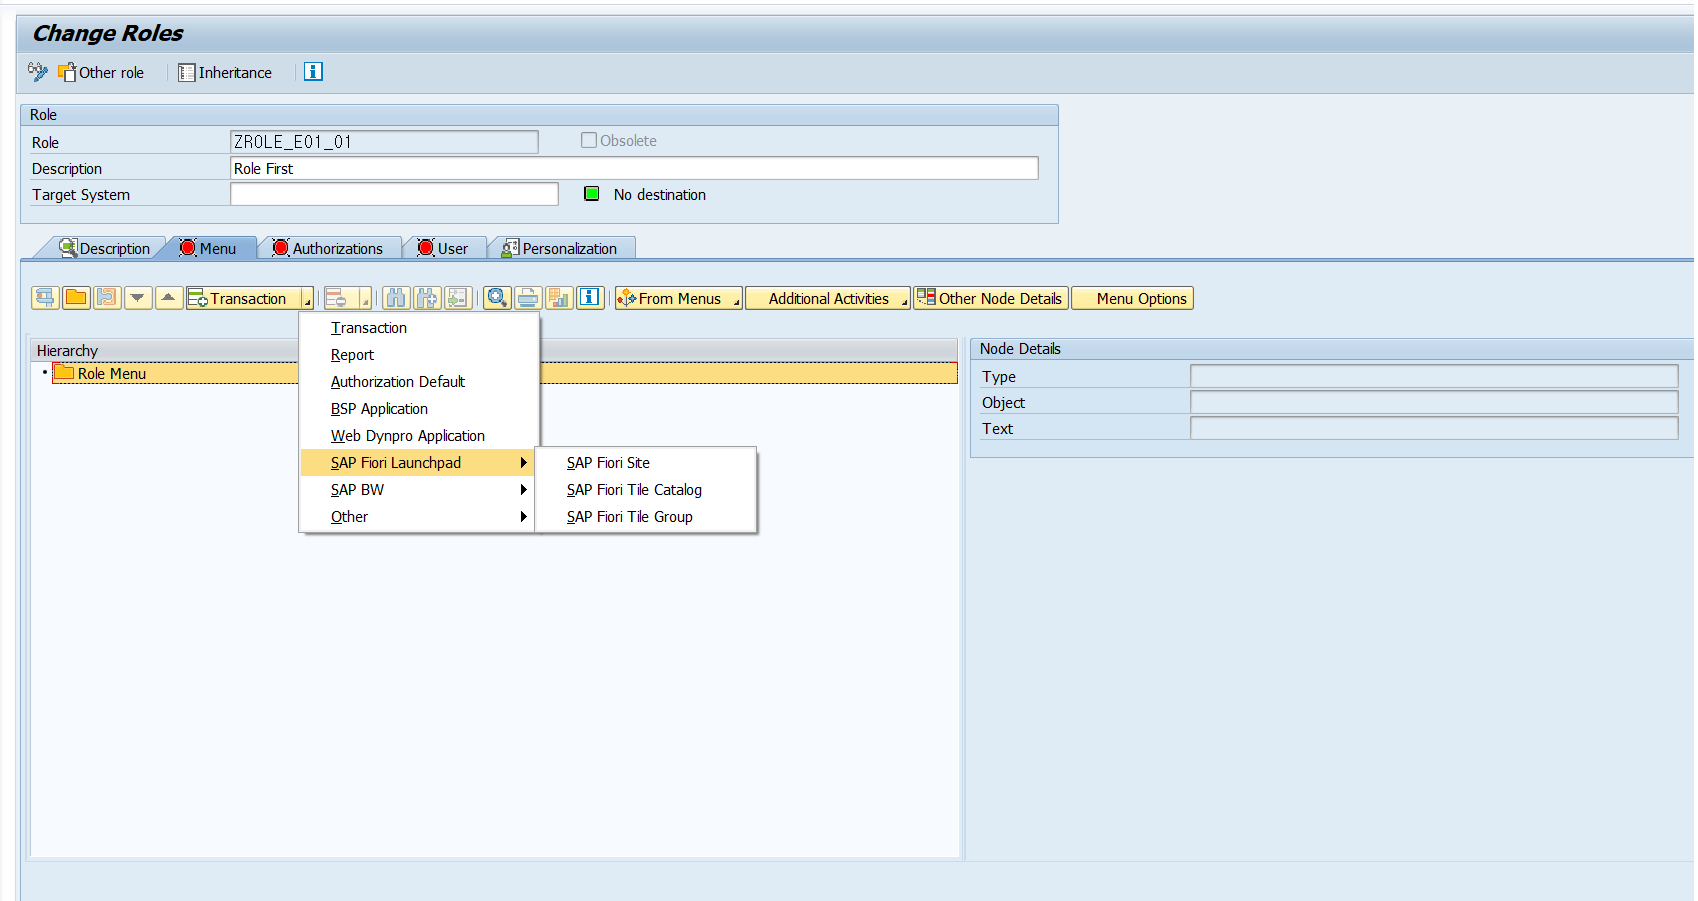 Change Roles
Other role Inheritance
Role
Role ZROLE_E01_01 Obsolete
Description Role First
Target System No destination
Description Menu Authorizations User Personalization
Transaction From Menus Additional Activities Other Node Details Menu Options
Transaction
Report
Authorization Default
BSP Application
Web Dynpro Application
SAP Fiori Launchpad
SAP BW
Other
SAP Fiori Site
SAP Fiori Tile Catalog
SAP Fiori Tile Group
Hierarchy
Role Menu
Node Details
Type
Object
Text